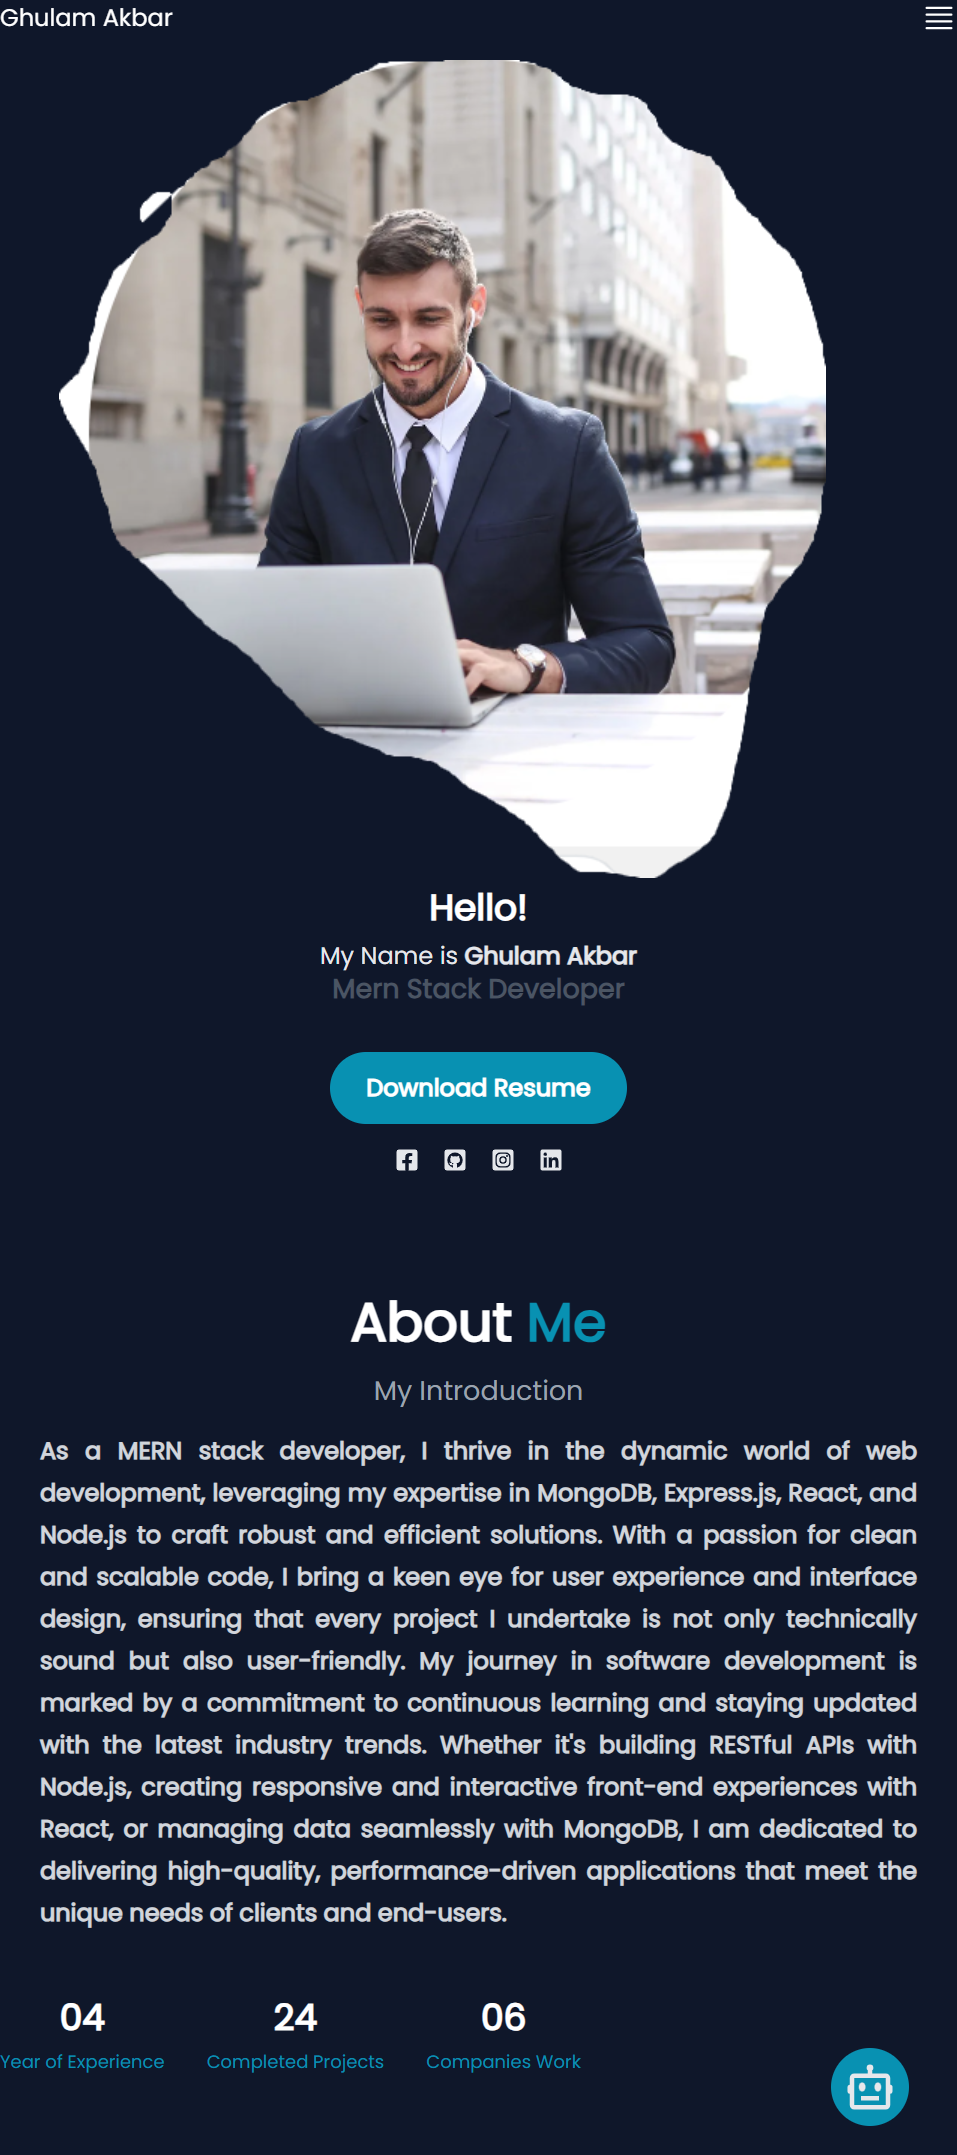 Ghulam Akbar
Hello!
My Name is Ghulam Akbar
Mern Stack Developer
Download Resume
About Me
My Introduction
As a MERN stack developer, I thrive in the dynamic world of web
development, leveraging my expertise in MongoDB, Express.js, React, and
Node.js to craft robust and efficient solutions. With a passion for clean
and scalable code, I bring a keen eye for user experience and interface
design, ensuring that every project I undertake is not only technically
sound but also user-friendly. My journey in software development is
marked by a commitment to continuous learning and staying updated
with the latest industry trends. Whether it's building RESTful APIs with
Node.js, creating responsive and interactive front-end experiences with
React, or managing data seamlessly with MongoDB, I am dedicated to
delivering high-quality, performance-driven applications that meet the
unique needs of clients and end-users.
04 24 06
Year of Experience Completed Projects Companies Work